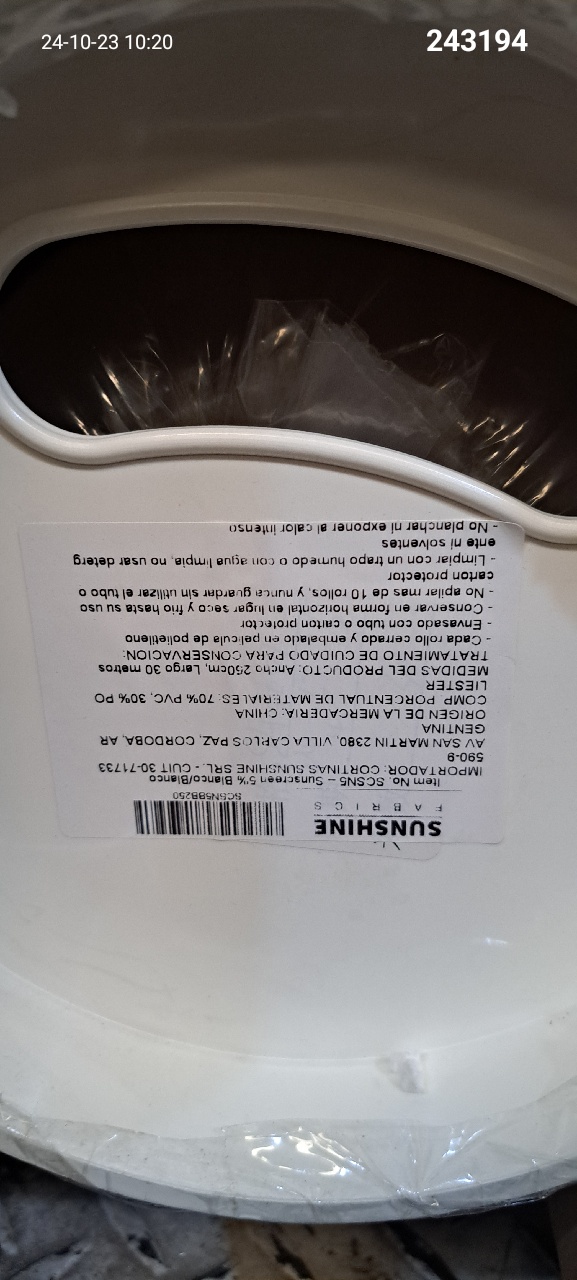 24-10-23 10:20
243194
SUNSHINE
FABRICS
SCSN5BB250
Item No. SCSN5 – Sunscreen 5% Blanco/Blanco
IMPORTADOR: CORTINAS SUNSHINE SRL. - CUIT 30-71733
590-9
AV SAN MARTIN 2380, VILLA CARLOS PAZ, CORDOBA, AR
GENTINA
ORIGEN DE LA MERCADERIA: CHINA
COMP PORCENTUAL DE MATERIALES: 70% PVC, 30% PO
LIESTER
MEDIDAS DEL PRODUCTO: Ancho 250cm, Largo 30 metros
TRATAMIENTO DE CUIDADO PARA CONSERVACION:
- Cada rollo cerrado y embalado en palicula de polietileno
- Envasado con tubo o carton protector
- Conservar en forma horizontal en lugar seco y frio hasta su uso
- No apilar mas de 10 rollos, y nunca guarder sin utilizar el tubo o
carton protector
- Limpiar con un trapo humedo o con agua limpia, no usar deterg
ente ni solventes
- No planchar ni exponer al calor intenso